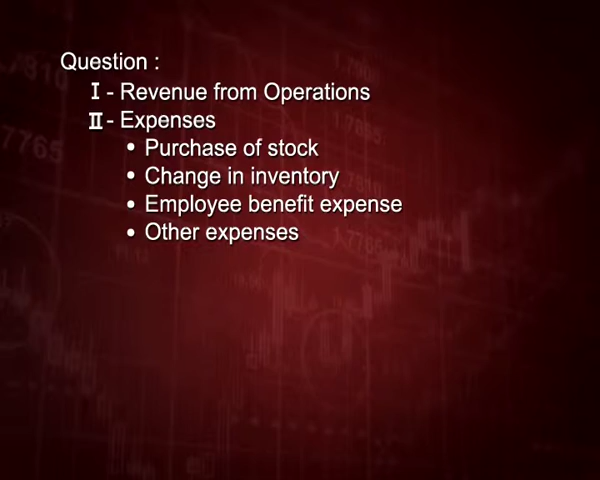 Question :
I - Revenue from Operations
II - Expenses
• Purchase of stock
• Change in inventory
• Employee benefit expense
• Other expenses